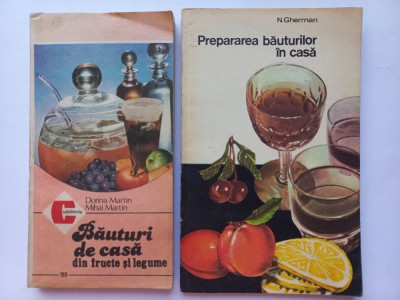 Dorina Martin
Mihai Martin
Băuturi
de casă
din fructe și legume
N. Gherman
Prepararea băuturilor
în casă